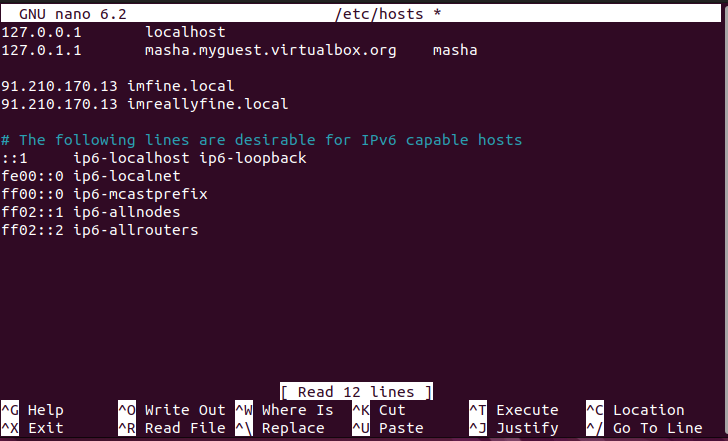 GNU nano 6.2 /etc/hosts *
127.0.0.1 localhost
127.0.1.1 masha.myguest.virtualbox.org masha
91.210.170.13 imfine.local
91.210.170.13 imreallyfine.local
# The following lines are desirable for IPv6 capable hosts
::1 ip6-localhost ip6-loopback
fe00::0 ip6-localnet
ff00::0 ip6-mcastprefix
ff02::1 ip6-allnodes
ff02::2 ip6-allrouters
[ Read 12 lines ]
^G Help ^O Write Out ^W Where Is ^K Cut ^T Execute ^C Location
^X Exit ^R Read File ^\ Replace ^U Paste ^J Justify ^/ Go To Line